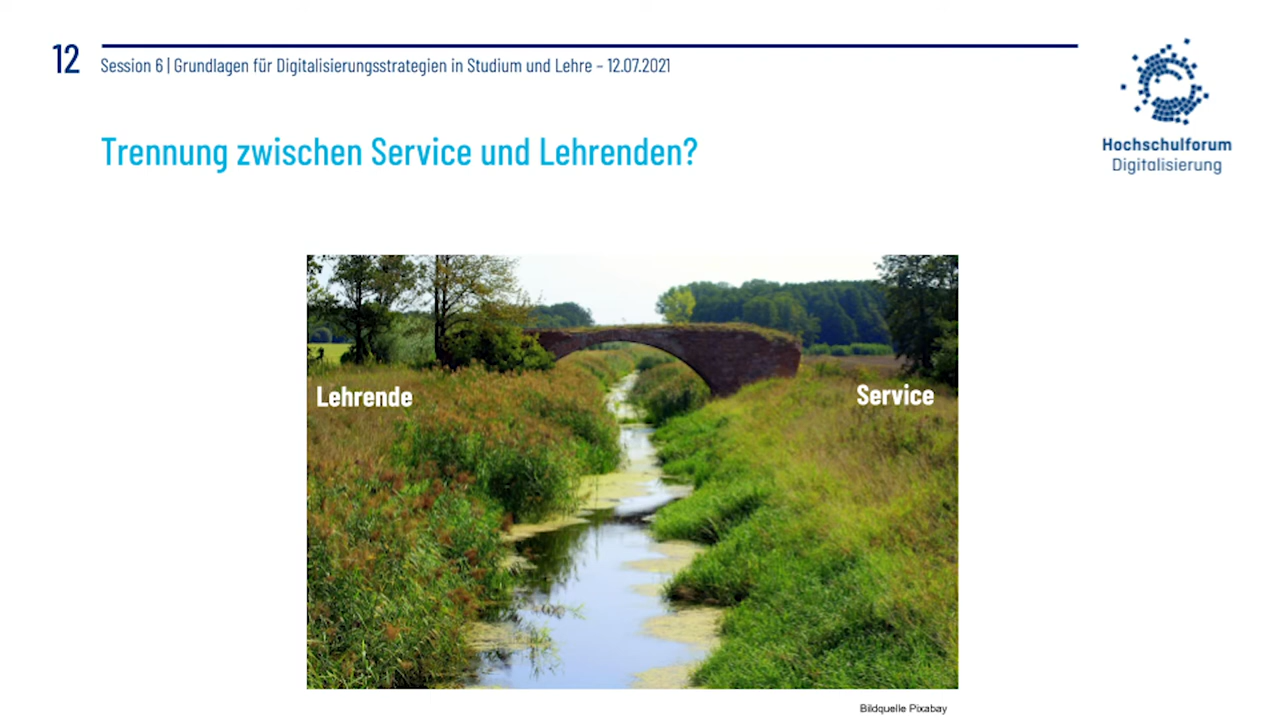 12
Session 6 | Grundlagen für Digitalisierungsstrategien in Studium und Lehre – 12.07.2021
Hochschulforum
Digitalisierung
Trennung zwischen Service und Lehrenden?
Lehrende
Service
Bildquelle Pixabay